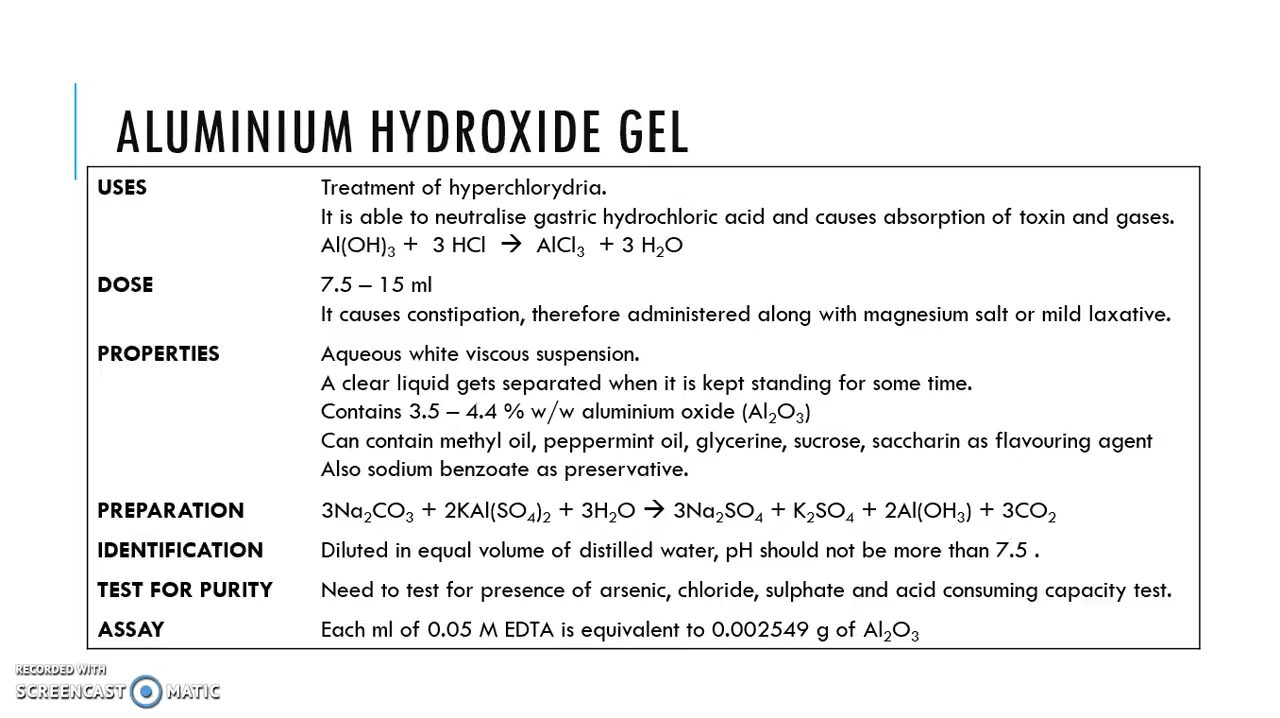 ALUMINIUM HYDROXIDE GEL
USES Treatment of hyperchlorydria.
It is able to neutralise gastric hydrochloric acid and causes absorption of toxin and gases.
Al(OH)₃ + 3 HCl → AlCl₃ + 3 H₂O
DOSE 7.5 – 15 ml
It causes constipation, therefore administered along with magnesium salt or mild laxative.
PROPERTIES Aqueous white viscous suspension.
A clear liquid gets separated when it is kept standing for some time.
Contains 3.5 – 4.4 % w/w aluminium oxide (Al₂O₃)
Can contain methyl oil, peppermint oil, glycerine, sucrose, saccharin as flavouring agent
Also sodium benzoate as preservative.
PREPARATION 3Na₂CO₃ + 2KAl(SO₄)₂ + 3H₂O → 3Na₂SO₄ + K₂SO₄ + 2Al(OH₃) + 3CO₂
IDENTIFICATION Diluted in equal volume of distilled water, pH should not be more than 7.5 .
TEST FOR PURITY Need to test for presence of arsenic, chloride, sulphate and acid consuming capacity test.
ASSAY Each ml of 0.05 M EDTA is equivalent to 0.002549 g of Al₂O₃
RECORDED WITH
SCREENCAST MATIC